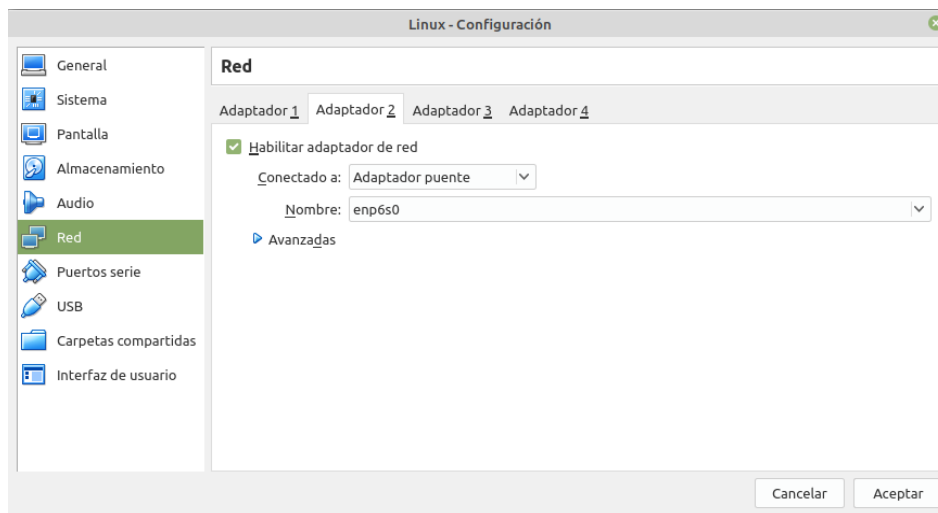 Linux - Configuración
General
Sistema
Pantalla
Almacenamiento
Audio
Red
Puertos serie
USB
Carpetas compartidas
Interfaz de usuario
Red
Adaptador 1 Adaptador 2 Adaptador 3 Adaptador 4
Habilitar adaptador de red
Conectado a: Adaptador puente
Nombre: enp6s0
Avanzadas
Cancelar Aceptar